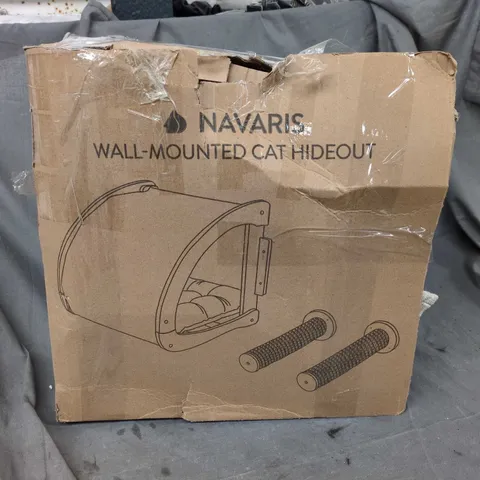 NAVARIS
WALL-MOUNTED CAT HIDEOUT